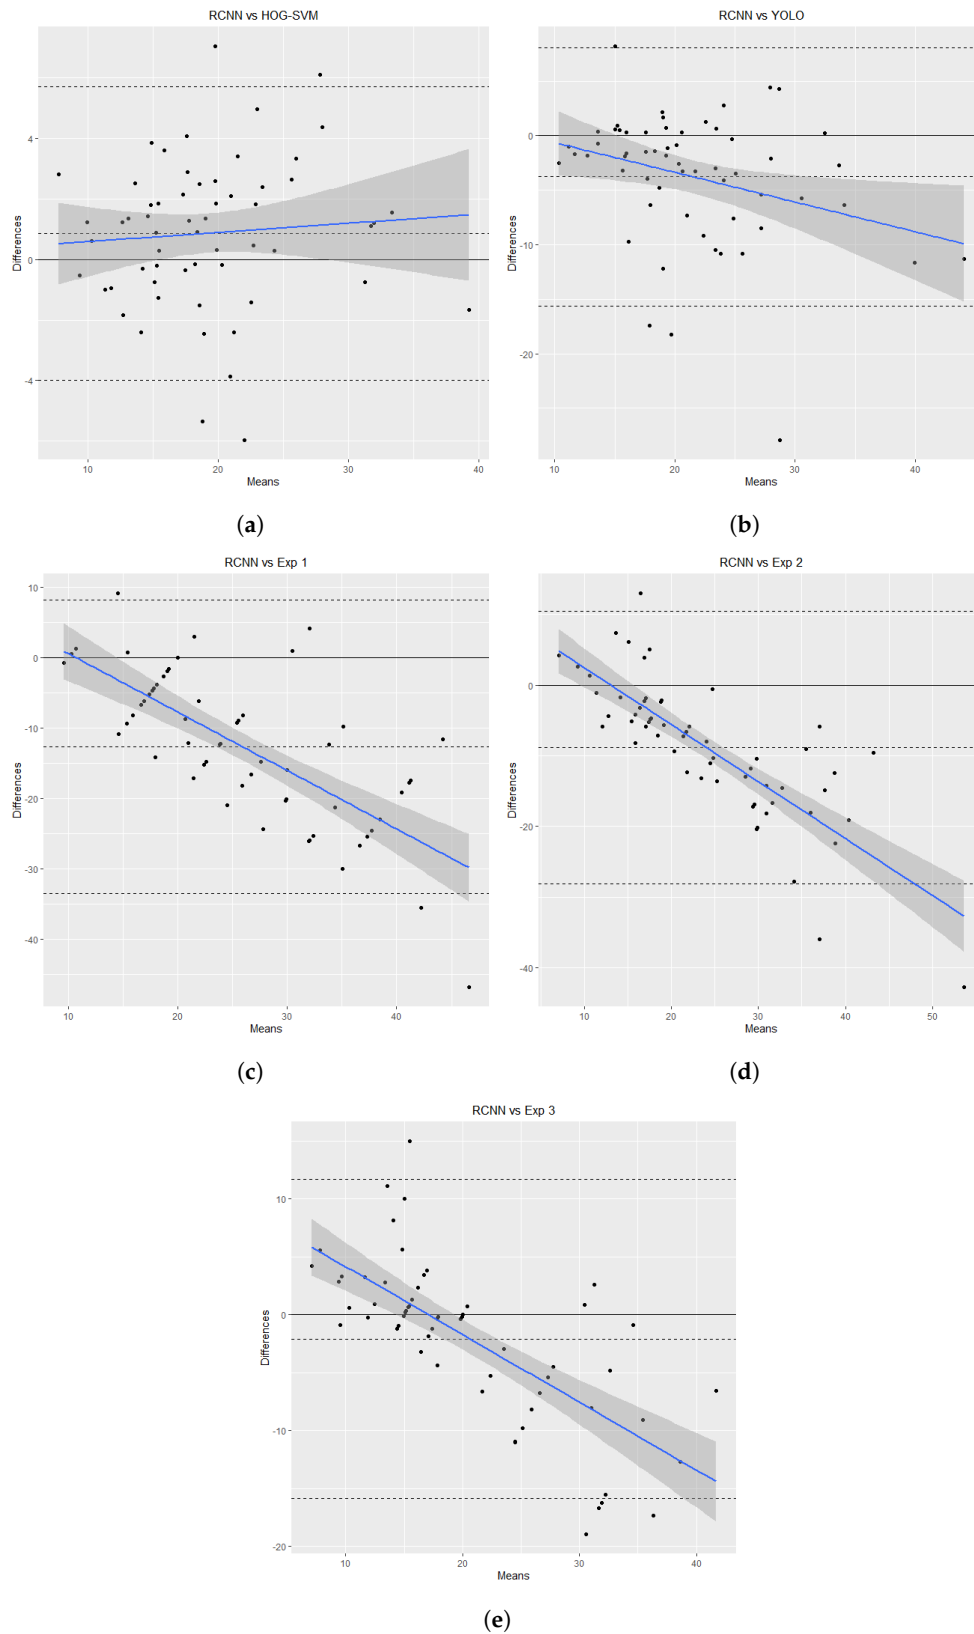 RCNN vs HOG-SVM
4
0
-4
Differences
10
20
30
40
Means
(a)
RCNN vs YOLO
0
-10
-20
Differences
10
20
30
40
Means
(b)
RCNN vs Exp 1
10
0
-10
-20
-30
-40
Differences
10
20
30
40
Means
(c)
RCNN vs Exp 2
0
-20
-40
Differences
10
20
30
40
50
Means
(d)
RCNN vs Exp 3
10
0
-10
-20
Differences
10
20
30
40
Means
(e)